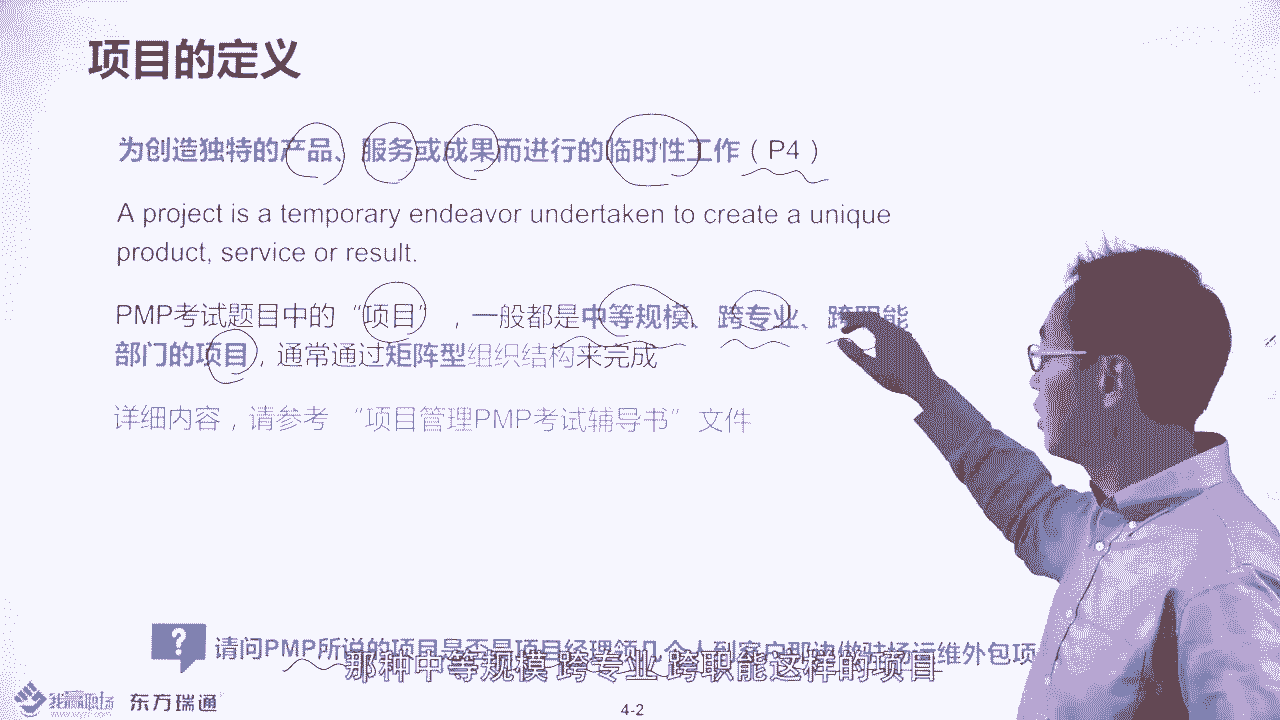 项目的定义
为创造独特的产品、服务或成果而进行的临时性工作（P4）
A project is a temporary endeavor undertaken to create a unique
product, service or result.
PMP考试题目中的“项目”，一般都是中等规模、跨专业、跨职能
部门的项目，通常通过矩阵型组织结构来完成
详细内容，请参考 “项目管理PMP考试辅导书” 文件
请问PMP所说的项目是不是项目经理领几个人到客户那边做驻场运维外包项
那种中等规模 跨专业 跨职能这样的项目
东方瑞通
4-2